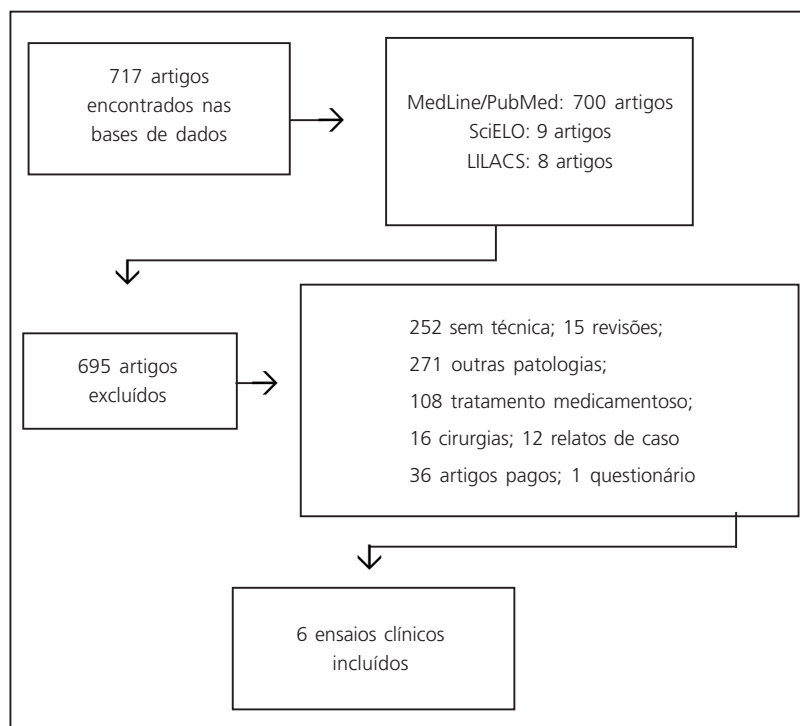 717 artigos
encontrados nas
bases de dados
MedLine/PubMed: 700 artigos
SciELO: 9 artigos
LILACS: 8 artigos
695 artigos
excluídos
252 sem técnica; 15 revisões;
271 outras patologias;
108 tratamento medicamentoso;
16 cirurgias; 12 relatos de caso
36 artigos pagos; 1 questionário
6 ensaios clínicos
incluídos